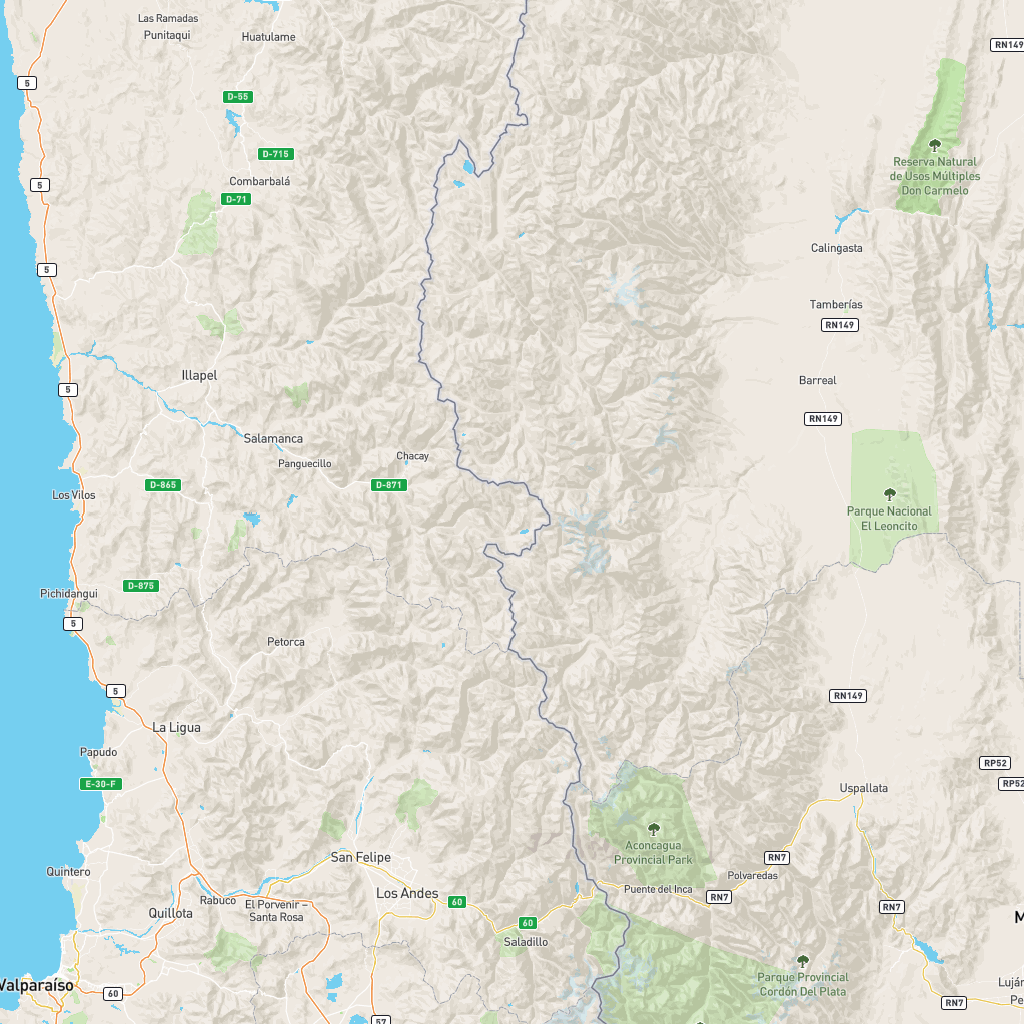 Las Ramadas
Punitaqui
Huatulame
RN149
5
D-55
D-715
Reserva Natural
de Usos Múltiples
Don Carmelo
Combarbalá
5
D-71
Calingasta
5
Tamberías
RN149
Illapel
Barreal
5
RN149
Salamanca
Chacay
Panguecillo
D-865
D-871
Los Vilos
Parque Nacional
El Leoncito
D-875
Pichidangui
5
Petorca
5
RN149
La Ligua
Papudo
RP52
E-30-F
RP52
Uspallata
Aconcagua
Provincial Park
San Felipe
RN7
Quintero
Polvaredas
Puente del Inca
Los Andes
RN7
Rabuco
El Porvenir –
Santa Rosa
60
RN7
Quillota
60
Saladillo
Parque Provincial
Cordón Del Plata
Valparaíso
60
RN7
57